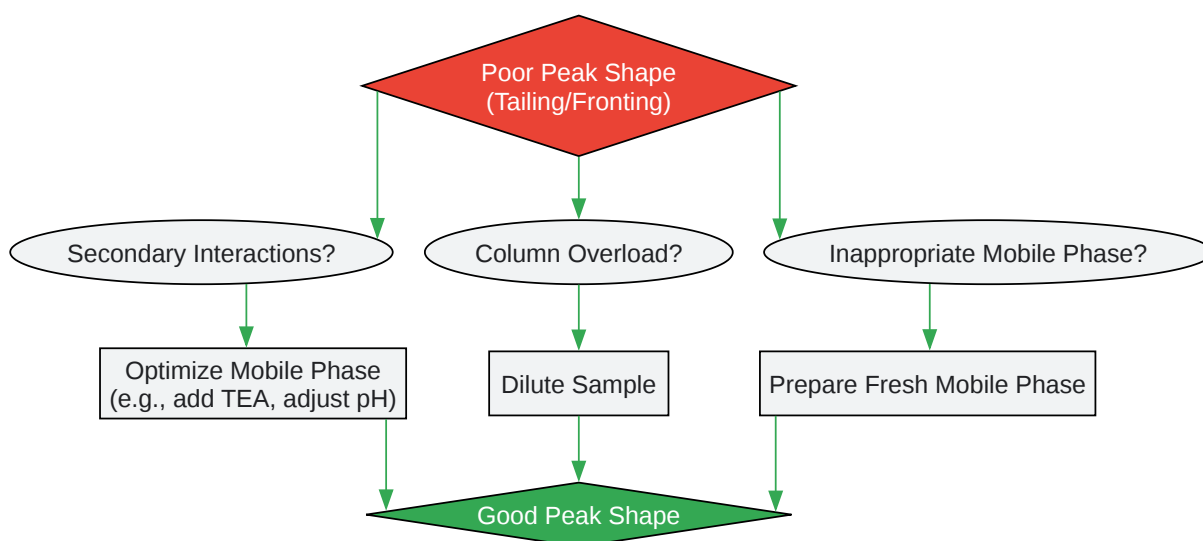 Poor Peak Shape
(Tailing/Fronting)
Secondary Interactions?
Column Overload?
Inappropriate Mobile Phase?
Optimize Mobile Phase
(e.g., add TEA, adjust pH)
Dilute Sample
Prepare Fresh Mobile Phase
Good Peak Shape